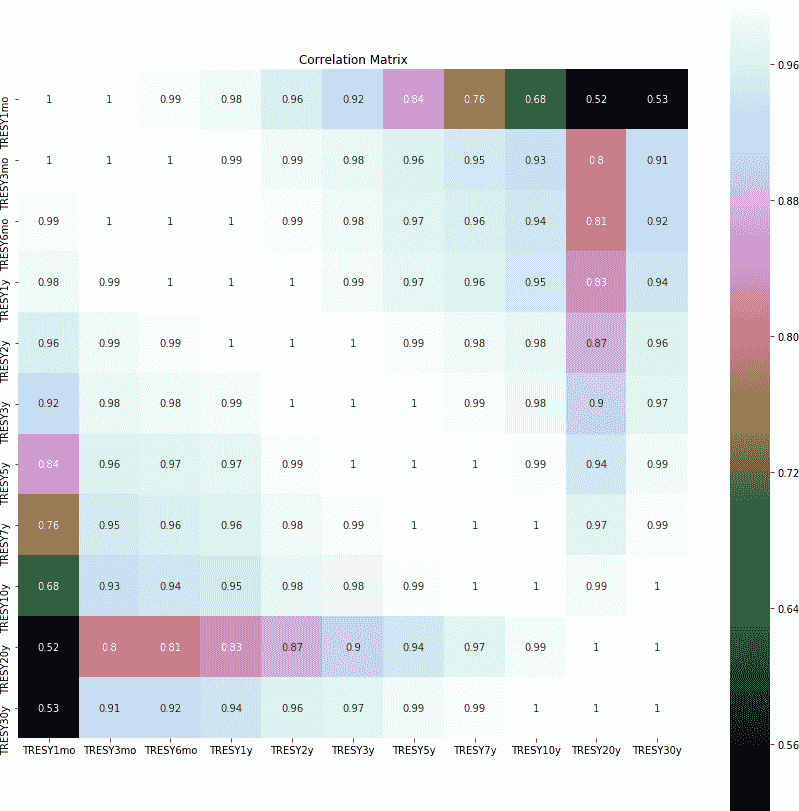 Correlation Matrix
TRESY1mo 1 1 0.99 0.98 0.96 0.92 0.84 0.76 0.68 0.52 0.53
TRESY3mo 1 1 1 0.99 0.99 0.98 0.96 0.95 0.93 0.8 0.91
TRESY6mo 0.99 1 1 1 0.99 0.98 0.97 0.96 0.94 0.81 0.92
TRESY1y 0.98 0.99 1 1 1 0.99 0.97 0.96 0.95 0.83 0.94
TRESY2y 0.96 0.99 0.99 1 1 1 0.99 0.98 0.98 0.87 0.96
TRESY3y 0.92 0.98 0.98 0.99 1 1 1 0.99 0.98 0.9 0.97
TRESY5y 0.84 0.96 0.97 0.97 0.99 1 1 1 0.99 0.94 0.99
TRESY7y 0.76 0.95 0.96 0.96 0.98 0.99 1 1 1 0.97 0.99
TRESY10y 0.68 0.93 0.94 0.95 0.98 0.98 0.99 1 1 0.99 1
TRESY20y 0.52 0.8 0.81 0.83 0.87 0.9 0.94 0.97 0.99 1 1
TRESY30y 0.53 0.91 0.92 0.94 0.96 0.97 0.99 0.99 1 1 1
TRESY1mo TRESY3mo TRESY6mo TRESY1y TRESY2y TRESY3y TRESY5y TRESY7y TRESY10y TRESY20y TRESY30y
0.96
0.88
0.80
0.72
0.64
0.56